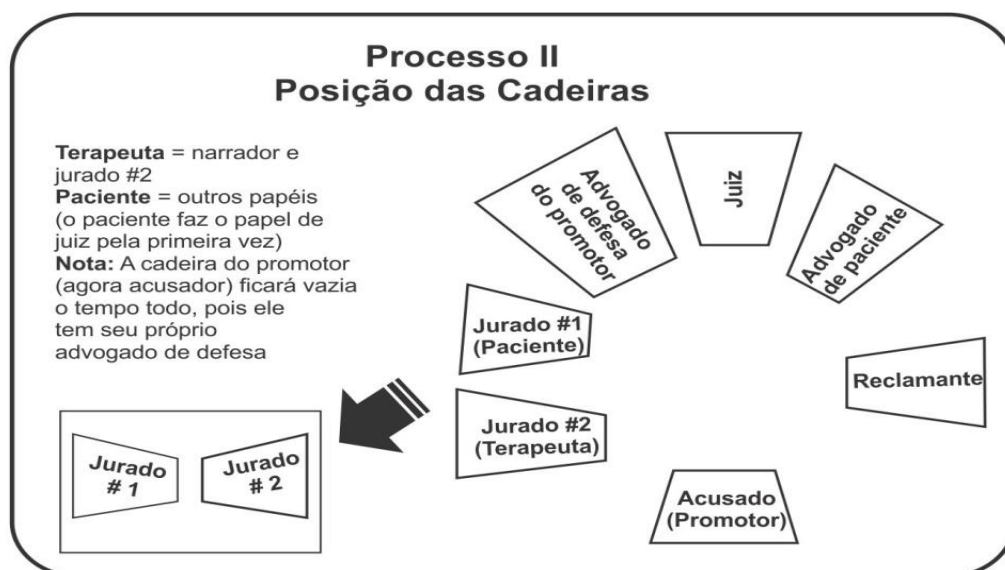 Processo II
Posição das Cadeiras
Terapeuta = narrador e
jurado #2
Paciente = outros papéis
(o paciente faz o papel de
juiz pela primeira vez)
Nota: A cadeira do promotor
(agora acusador) ficará vazia
o tempo todo, pois ele
tem seu próprio
advogado de defesa
Advogado
de defesa
do promotor
Juiz
Advogado
de paciente
Jurado #1
(Paciente)
Reclamante
Jurado #2
(Terapeuta)
Acusado
(Promotor)
Jurado
# 1
Jurado
# 2